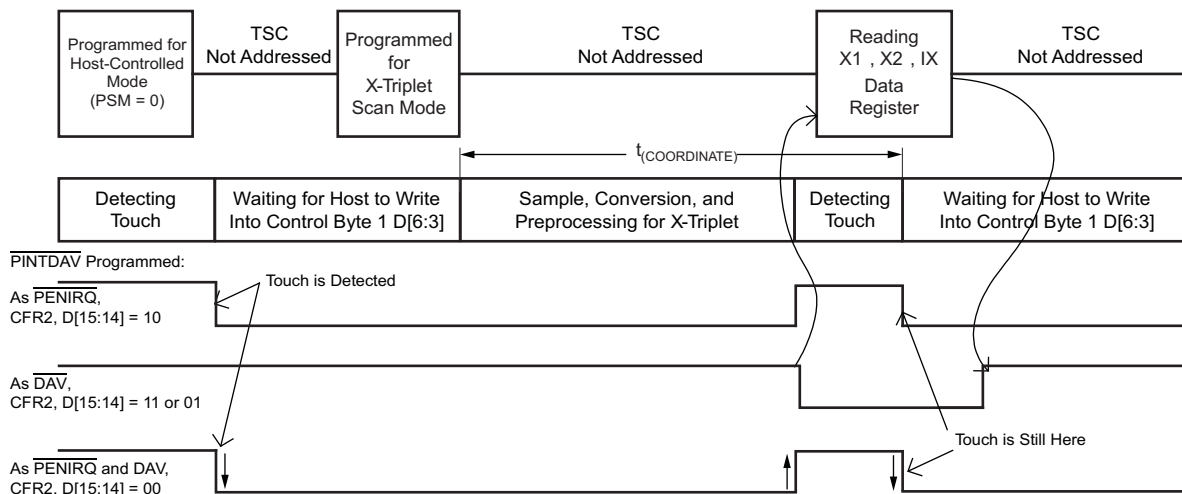 Programmed for
Host-Controlled
Mode
(PSM = 0)
TSC
Not Addressed
Programmed
for
X-Triplet
Scan Mode
TSC
Not Addressed
Reading
X1 , X2 , IX
Data
Register
TSC
Not Addressed
t(COORDINATE)
Detecting
Touch
Waiting for Host to Write
Into Control Byte 1 D[6:3]
Sample, Conversion, and
Preprocessing for X-Triplet
Detecting
Touch
Waiting for Host to Write
Into Control Byte 1 D[6:3]
PINTDAV Programmed:
Touch is Detected
As PENIRQ,
CFR2, D[15:14] = 10
As DAV,
CFR2, D[15:14] = 11 or 01
Touch is Still Here
As PENIRQ and DAV,
CFR2, D[15:14] = 00